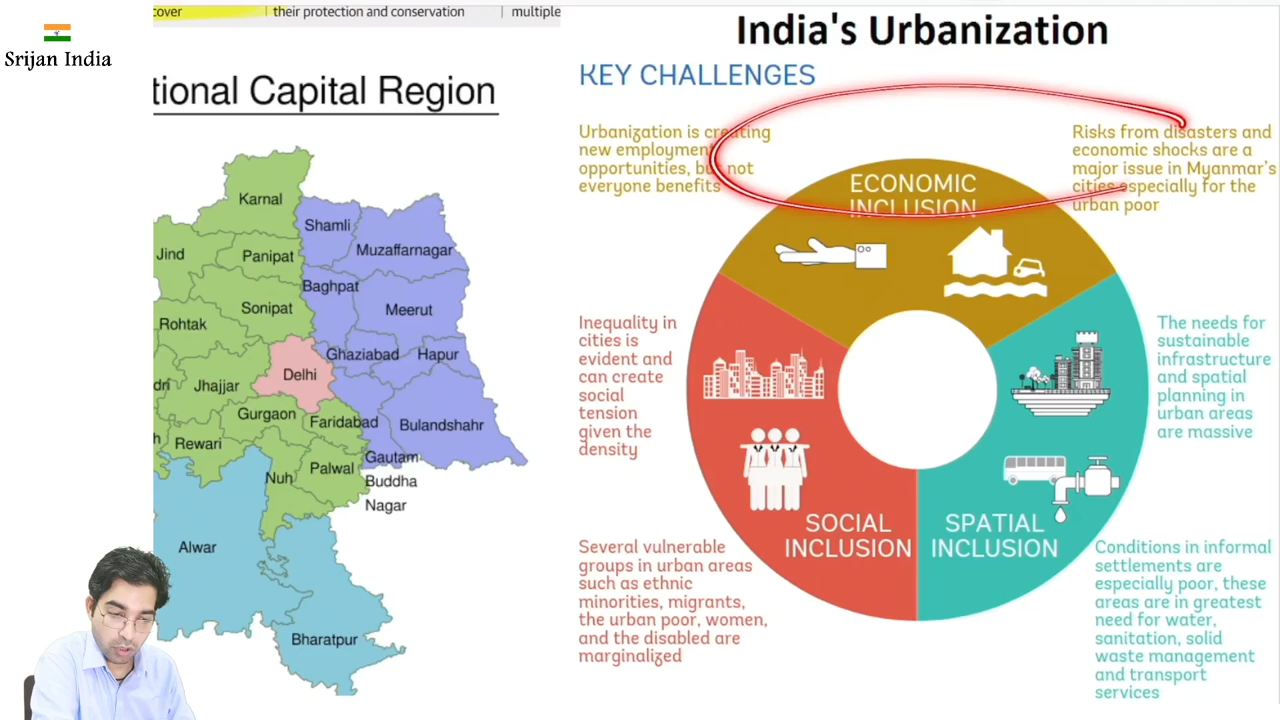 cover
their protection and conservation
multiple
Srijan India
tional Capital Region
Karnal
Shamli
Jind
Panipat
Muzaffarnagar
Baghpat
Sonipat
Meerut
Rohtak
Ghaziabad
Hapur
Delhi
dri
Jhajjar
Gurgaon
Faridabad
Bulandshahr
h
Rewari
Gautam
Buddha
Nagar
Palwal
Nuh
Alwar
Bharatpur
India's Urbanization
KEY CHALLENGES
Urbanization is creating
new employment
opportunities, but not
everyone benefits
Risks from disasters and
economic shocks are a
major issue in Myanmar's
cities especially for the
urban poor
ECONOMIC
INCLUSION
Inequality in
cities is
evident and
can create
social
tension
given the
density
The needs for
sustainable
infrastructure
and spatial
planning in
urban areas
are massive
SOCIAL
INCLUSION
SPATIAL
INCLUSION
Several vulnerable
groups in urban areas
such as ethnic
minorities, migrants,
the urban poor, women,
and the disabled are
marginalized
Conditions in informal
settlements are
especially poor, these
areas are in greatest
need for water,
sanitation, solid
waste management
and transport
services